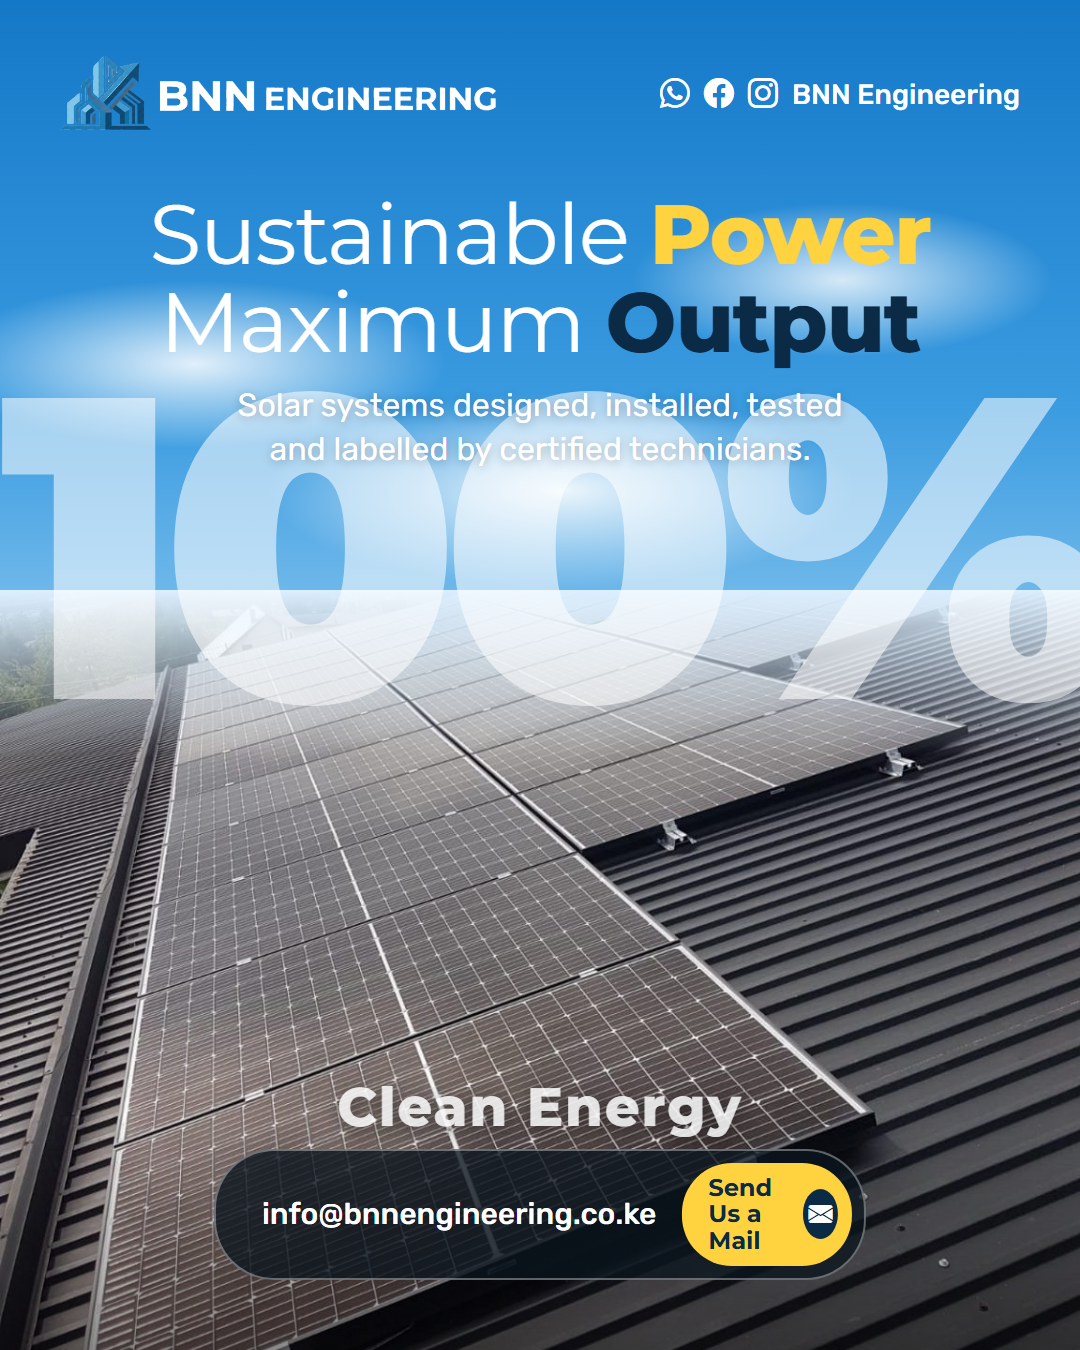 BNN ENGINEERING
BNN Engineering
Sustainable Power
Maximum Output
Solar systems designed, installed, tested
and labelled by certified technicians.
100%
Clean Energy
info@bnnengineering.co.ke
Send
Us a
Mail